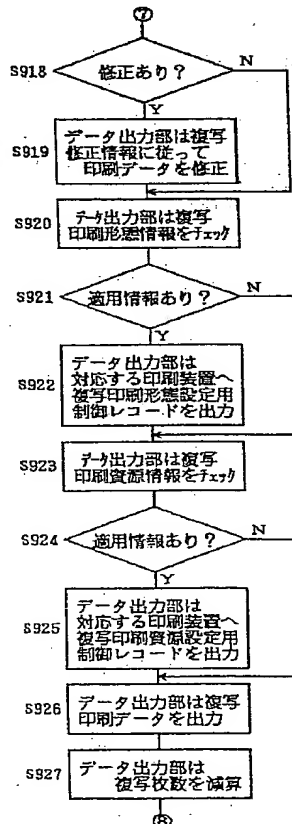 ⑦
S918
修正あり?
N
Y
S919
データ出力部は複写
修正情報に従って
印刷データを修正
S920
データ出力部は複写
印刷形態情報をチェック
S921
適用情報あり?
N
Y
S922
データ出力部は
対応する印刷装置へ
複写印刷形態設定用
制御レコードを出力
S923
データ出力部は複写
印刷資源情報をチェック
S924
適用情報あり?
N
Y
S925
データ出力部は
対応する印刷装置へ
複写印刷資源設定用
制御レコードを出力
S926
データ出力部は複写
印刷データを出力
S927
データ出力部は
複写枚数を減算
⑧